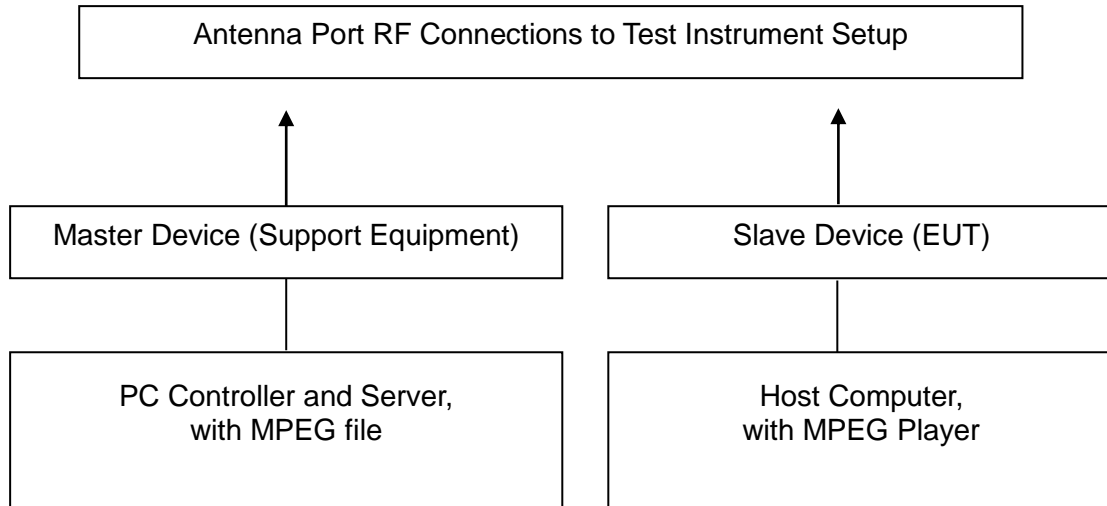 Antenna Port RF Connections to Test Instrument Setup
Master Device (Support Equipment)
Slave Device (EUT)
PC Controller and Server,
with MPEG file
Host Computer,
with MPEG Player